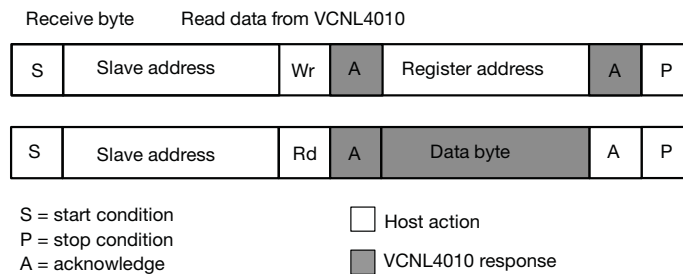 Receive byte Read data from VCNL4010
S Slave address Wr A Register address A P
S Slave address Rd A Data byte A P
S = start condition
P = stop condition
A = acknowledge
Host action
VCNL4010 response